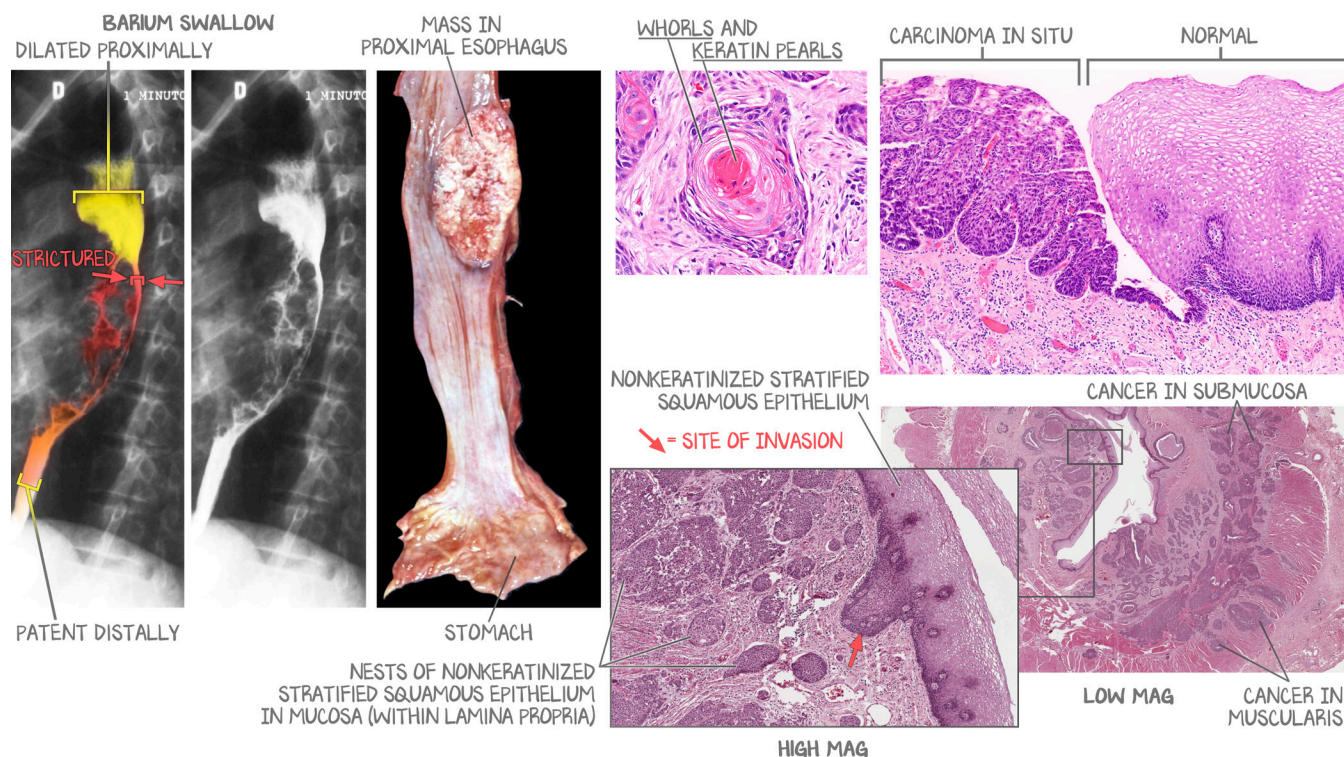 BARIUM SWALLOW
DILATED PROXIMALLY
D
1 MINUTO
D
1 MINUTO
STRICTURED
PATENT DISTALLY
MASS IN
PROXIMAL ESOPHAGUS
STOMACH
WHORLS AND
KERATIN PEARLS
CARCINOMA IN SITU
NORMAL
NONKERATINIZED STRATIFIED
SQUAMOUS EPITHELIUM
= SITE OF INVASION
CANCER IN SUBMUCOSA
NESTS OF NONKERATINIZED
STRATIFIED SQUAMOUS EPITHELIUM
IN MUCOSA (WITHIN LAMINA PROPRIA)
HIGH MAG
LOW MAG
CANCER IN
MUSCULARIS